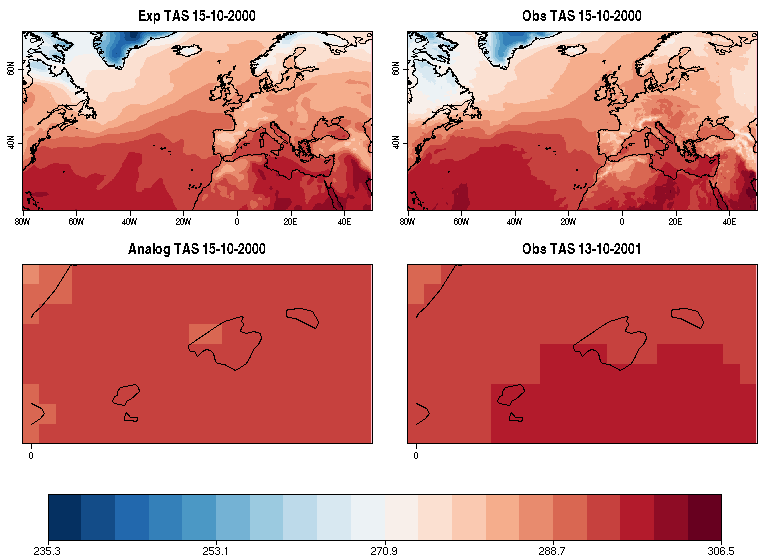 Exp TAS 15-10-2000
Obs TAS 15-10-2000
60N
40N
80W 60W 40W 20W 0 20E 40E
60N
40N
80W 60W 40W 20W 0 20E 40E
Analog TAS 15-10-2000
Obs TAS 13-10-2001
0
0
235.3 253.1 270.9 288.7 306.5